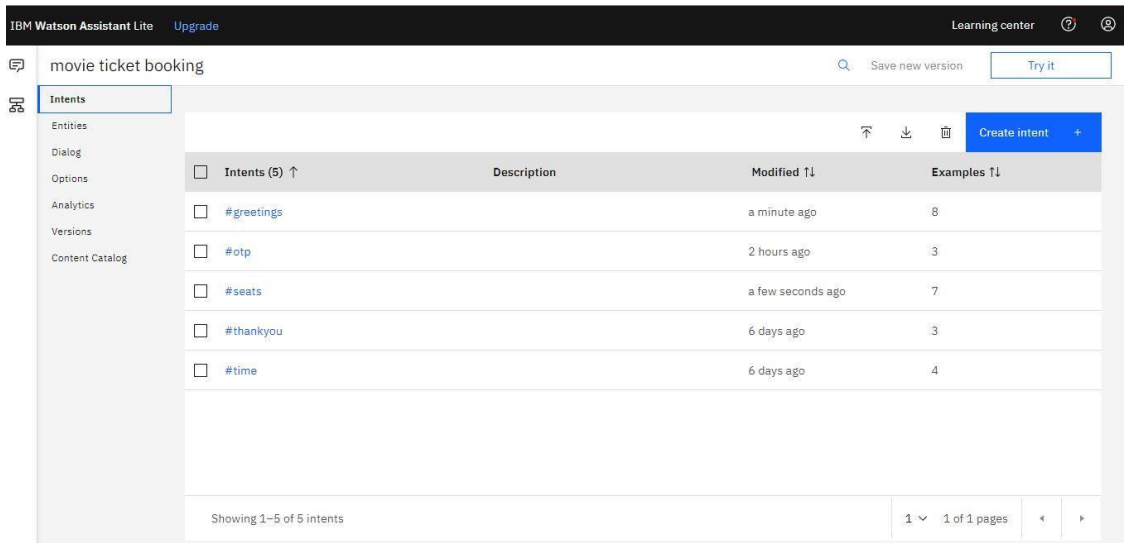 IBM Watson Assistant Lite Upgrade Learning center
movie ticket booking Save new version Try it
Intents
Entities
Dialog
Options
Analytics
Versions
Content Catalog
Create intent +
Intents (5) ↑ Description Modified ↑↓ Examples ↑↓
#greetings a minute ago 8
#otp 2 hours ago 3
#seats a few seconds ago 7
#thankyou 6 days ago 3
#time 6 days ago 4
Showing 1–5 of 5 intents 1 1 of 1 pages